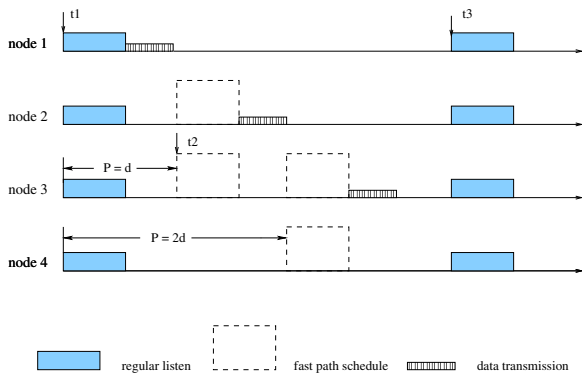 t1
t3
node 1
node 2
t2
P = d
node 3
P = 2d
node 4
regular listen
fast path schedule
data transmission